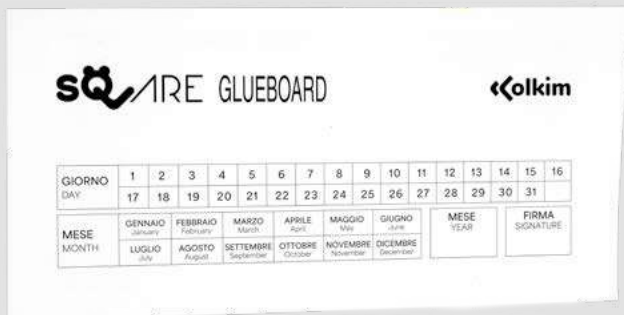 SQUARE GLUEBOARD
Kolkim
GIORNO
DAY
1 2 3 4 5 6 7 8 9 10 11 12 13 14 15 16
17 18 19 20 21 22 23 24 25 26 27 28 29 30 31
MESE
MONTH
GENNAIO FEBBRAIO MARZO APRILE MAGGIO GIUGNO
January February March April May June
LUGLIO AGOSTO SETTEMBRE OTTOBRE NOVEMBRE DICEMBRE
July August September October November December
MESE
YEAR
FIRMA
SIGNATURE